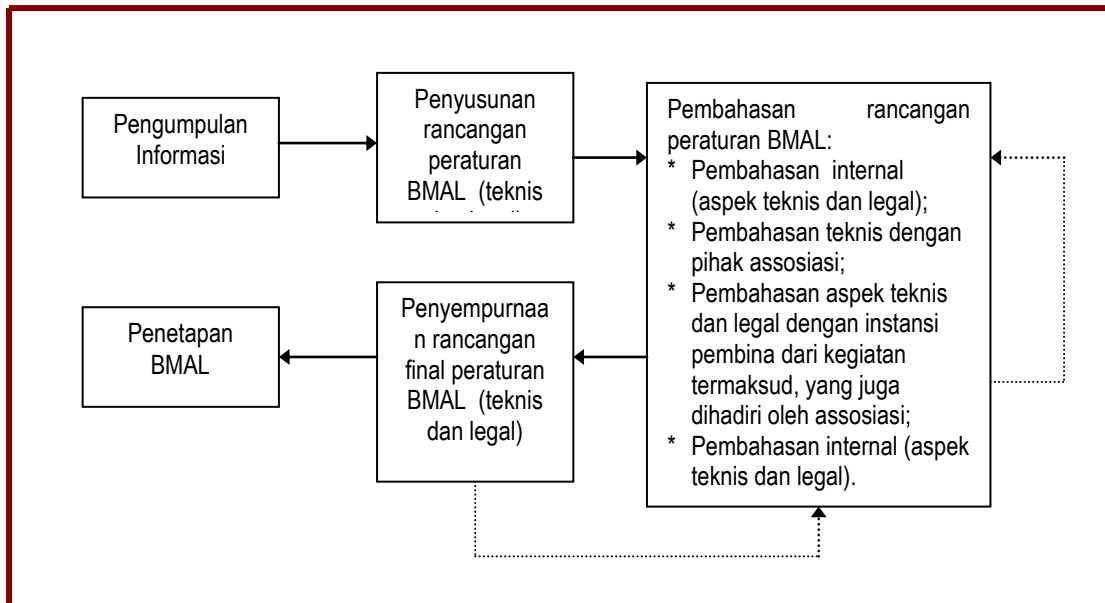 Pengumpulan
Informasi
Penyusunan
rancangan
peraturan
BMAL (teknis
Pembahasan rancangan
peraturan BMAL:
* Pembahasan internal
(aspek teknis dan legal);
* Pembahasan teknis dengan
pihak assosiasi;
* Pembahasan aspek teknis
dan legal dengan instansi
pembina dari kegiatan
termaksud, yang juga
dihadiri oleh assosiasi;
* Pembahasan internal (aspek
teknis dan legal).
Penyempurnaa
n rancangan
final peraturan
BMAL (teknis
dan legal)
Penetapan
BMAL